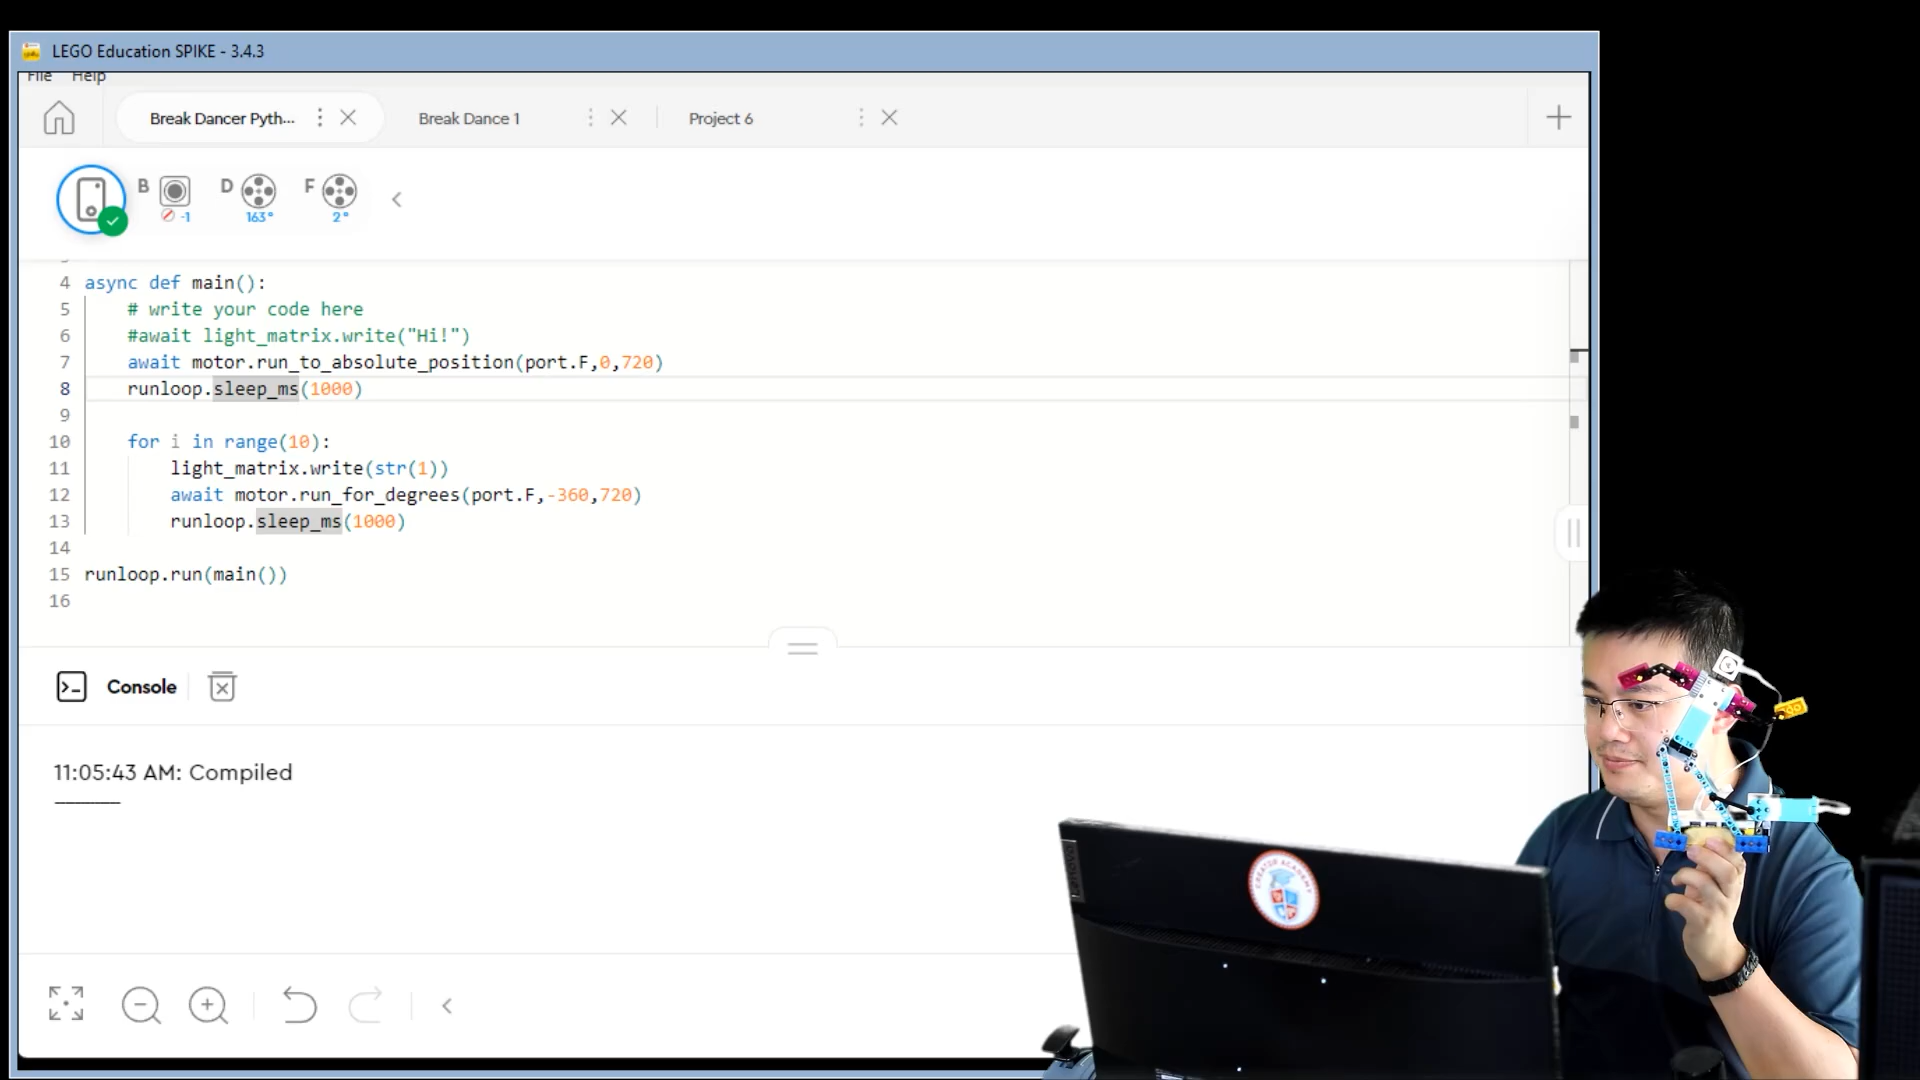 LEGO Education SPIKE - 3.4.3
File Help
Break Dancer Pyth...
Break Dance 1
Project 6
B
-1
D
163°
F
2°
4 async def main():
5 # write your code here
6 #await light_matrix.write("Hi!")
7 await motor.run_to_absolute_position(port.F,0,720)
8 runloop.sleep_ms(1000)
9
10 for i in range(10):
11 light_matrix.write(str(1))
12 await motor.run_for_degrees(port.F,-360,720)
13 runloop.sleep_ms(1000)
14
15 runloop.run(main())
16
Console
11:05:43 AM: Compiled
CREATOR ACADEMY